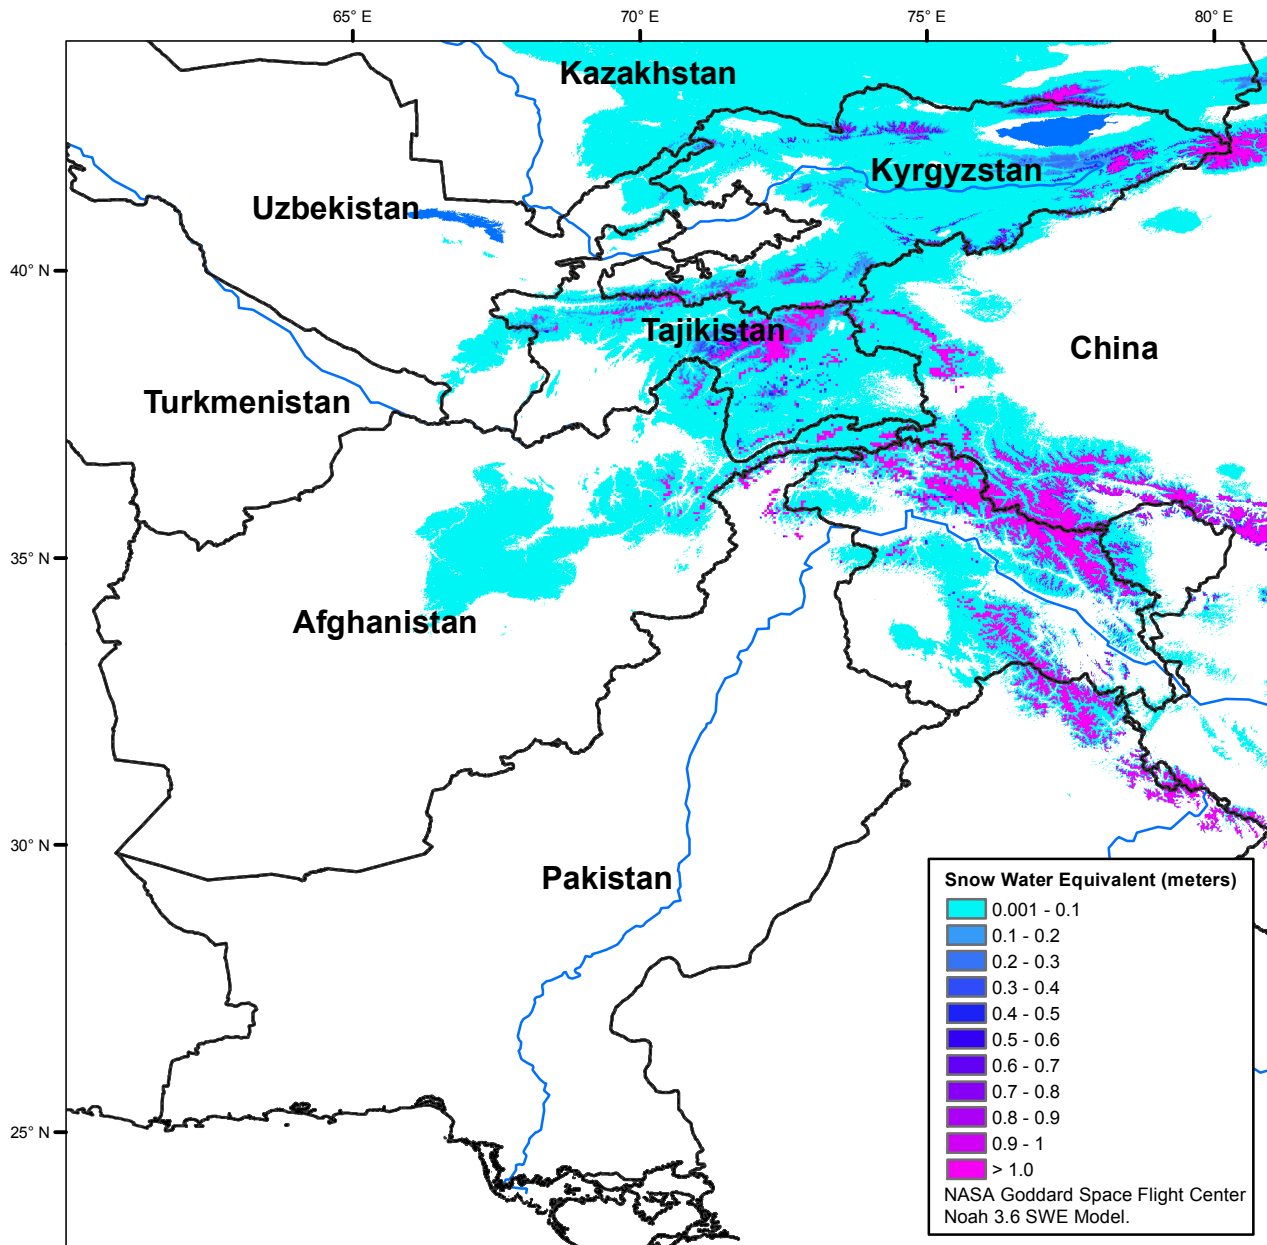 65° E
70° E
75° E
80° E
Kazakhstan
Kyrgyzstan
Uzbekistan
40° N
Tajikistan
China
Turkmenistan
35° N
Afghanistan
30° N
Pakistan
Snow Water Equivalent (meters)
0.001 - 0.1
0.1 - 0.2
0.2 - 0.3
0.3 - 0.4
0.4 - 0.5
0.5 - 0.6
0.6 - 0.7
0.7 - 0.8
0.8 - 0.9
0.9 - 1
> 1.0
NASA Goddard Space Flight Center
Noah 3.6 SWE Model.
25° N